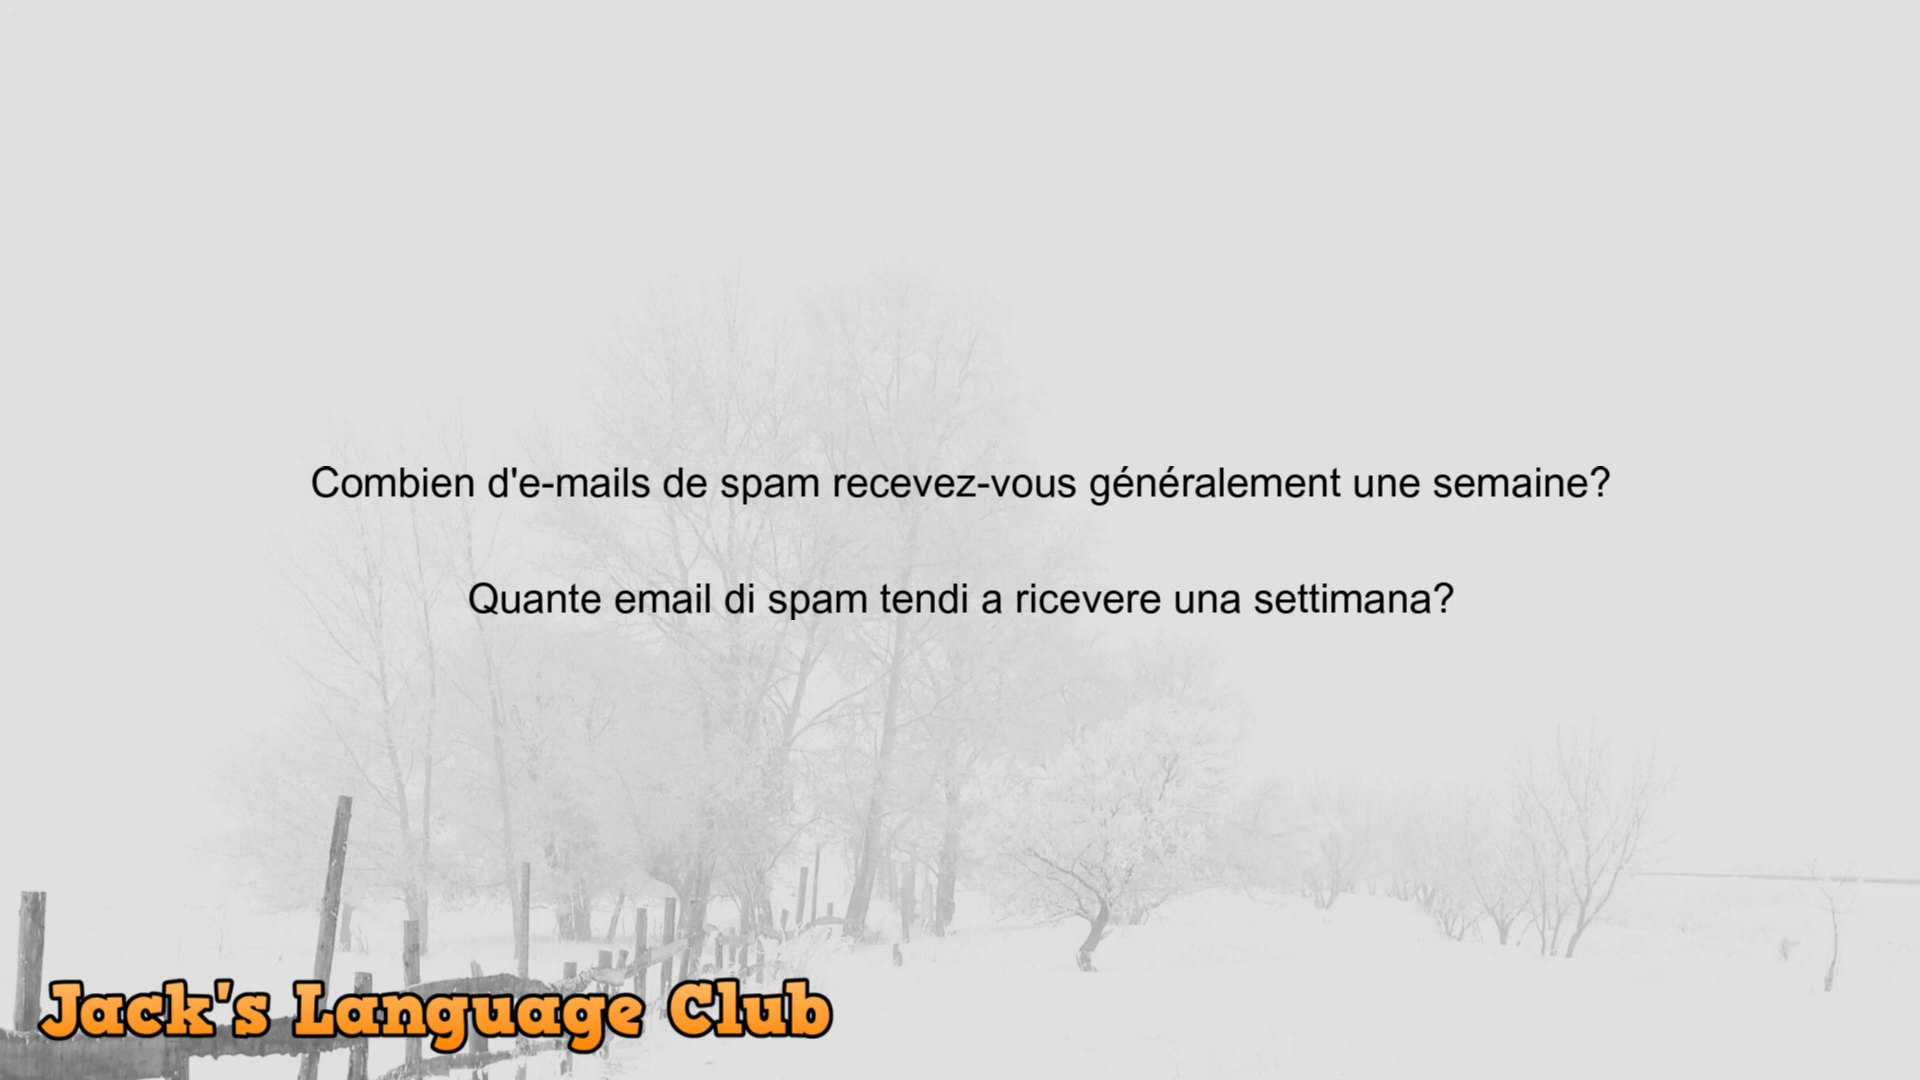 Combien d'e-mails de spam recevez-vous généralement une semaine?
Quante email di spam tendi a ricevere una settimana?
Jack's Language Club